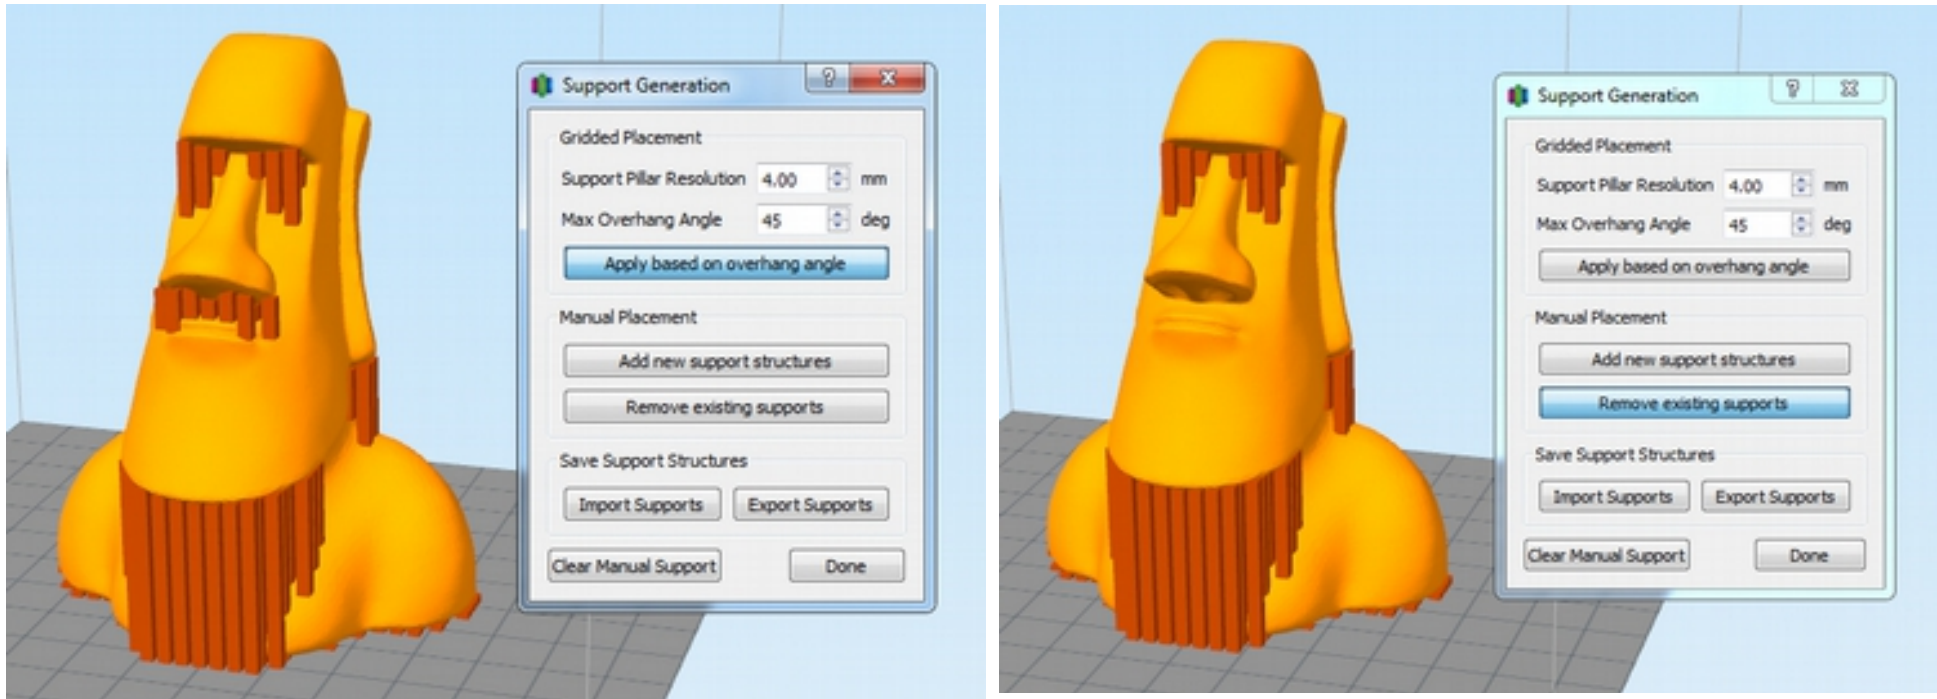 Support Generation
Gridded Placement
Support Pillar Resolution 4.00 mm
Max Overhang Angle 45 deg
Apply based on overhang angle
Manual Placement
Add new support structures
Remove existing supports
Save Support Structures
Import Supports Export Supports
Clear Manual Support Done
Support Generation
Gridded Placement
Support Pillar Resolution 4.00 mm
Max Overhang Angle 45 deg
Apply based on overhang angle
Manual Placement
Add new support structures
Remove existing supports
Save Support Structures
Import Supports Export Supports
Clear Manual Support Done